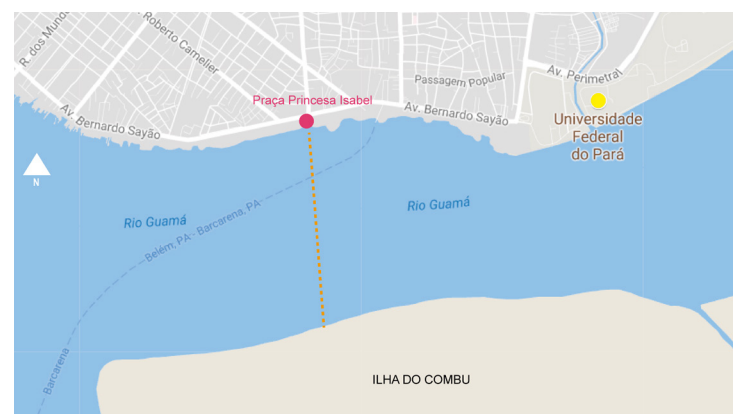 R. dos Mund
Roberto Camelier
Passagem Popular
Av. Perimetral
Praça Princesa Isabel
Av. Bernardo Sayão
Av. Bernardo Sayão
Universidade
Federal
do Pará
N
Rio Guamá
Rio Guamá
Belém, PA - Barcarena, PA
Barcarena
ILHA DO COMBU